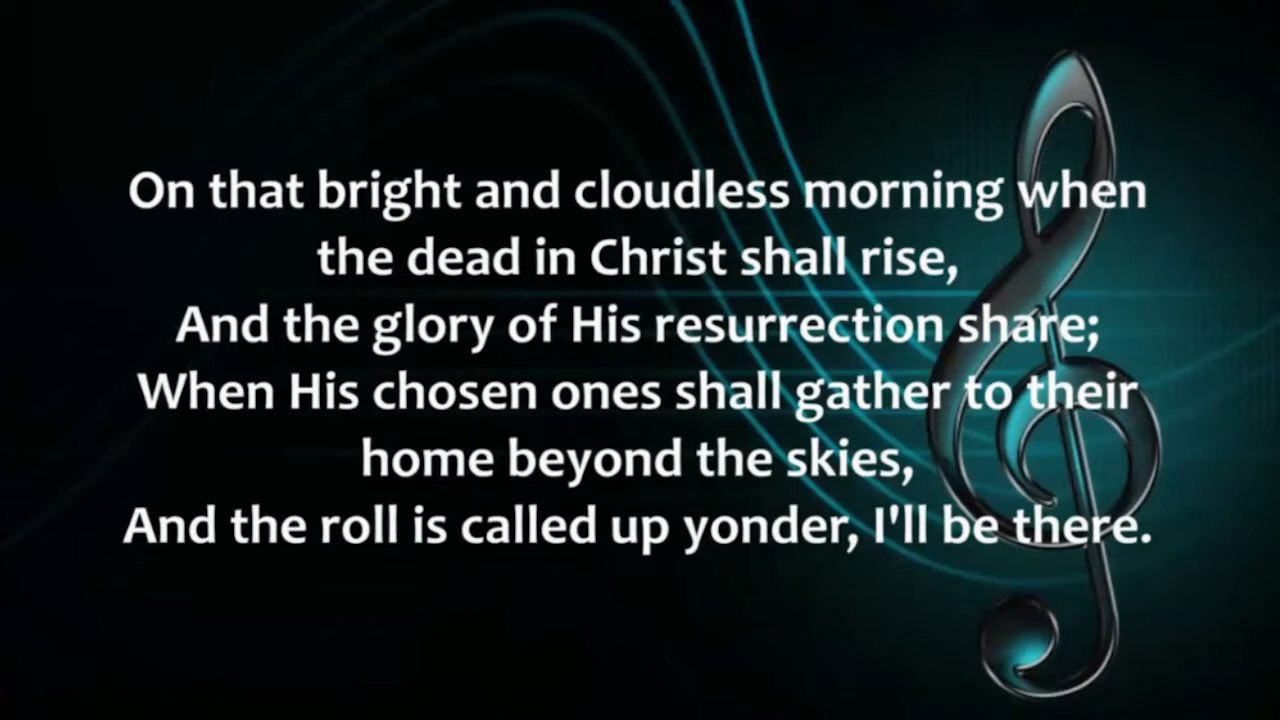 On that bright and cloudless morning when
the dead in Christ shall rise,
And the glory of His resurrection share;
When His chosen ones shall gather to their
home beyond the skies,
And the roll is called up yonder, I'll be there.